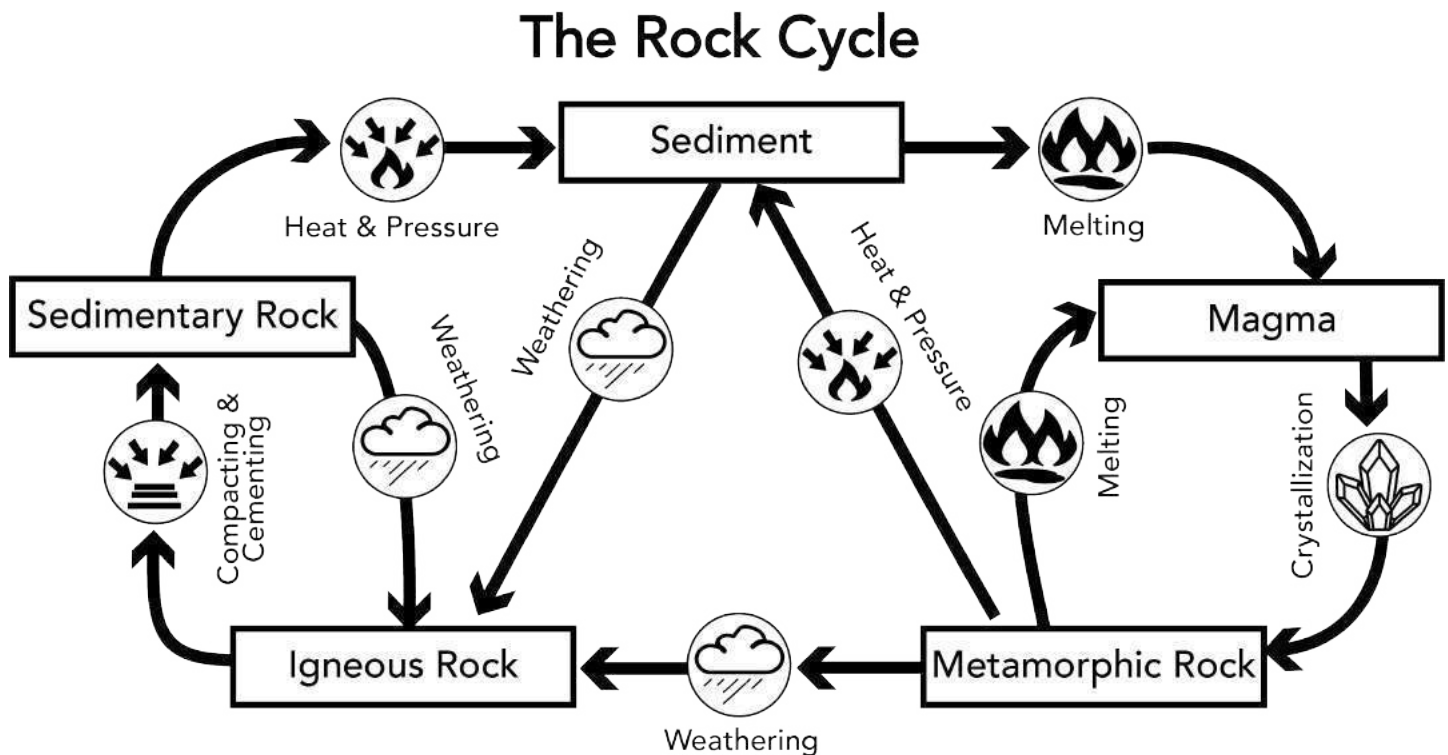 The Rock Cycle
Sediment
Heat & Pressure
Melting
Sedimentary Rock
Weathering
Weathering
Heat & Pressure
Magma
Compacting &
Cementing
Melting
Crystallization
Igneous Rock
Weathering
Metamorphic Rock